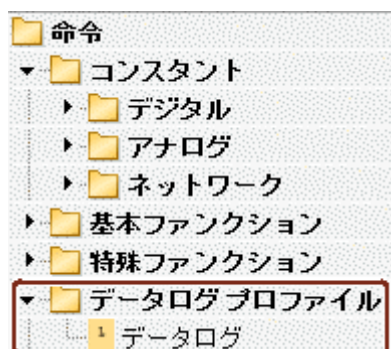 命令
コンスタント
デジタル
アナログ
ネットワーク
基本ファンクション
特殊ファンクション
データログ プロファイル
1 データログ